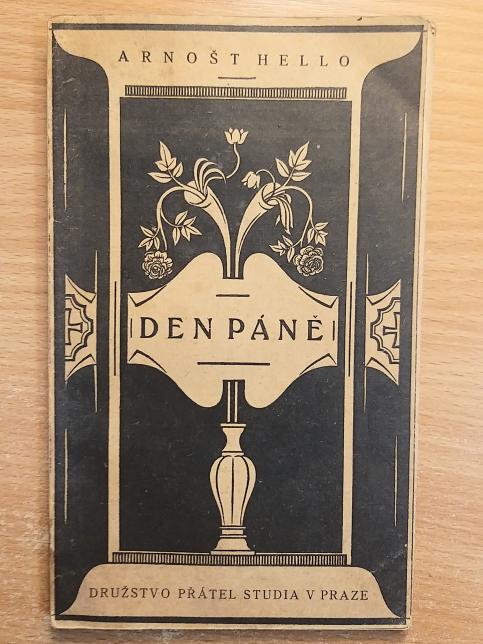 ARNOŠT HELLO
DEN PÁNĚ
DRUŽSTVO PŘÁTEL STUDIA V PRAZE